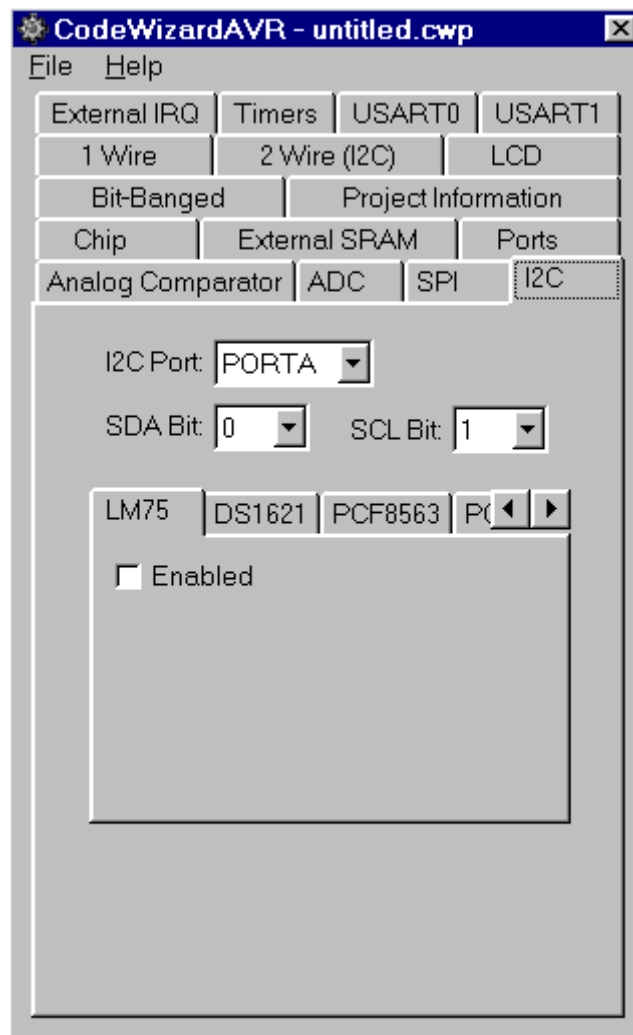 CodeWizardAVR - untitled.cwp
File Help
External IRQ Timers USART0 USART1
1 Wire 2 Wire (I2C) LCD
Bit-Banged Project Information
Chip External SRAM Ports
Analog Comparator ADC SPI I2C
I2C Port: PORTA
SDA Bit: 0 SCL Bit: 1
LM75 DS1621 PCF8563
Enabled